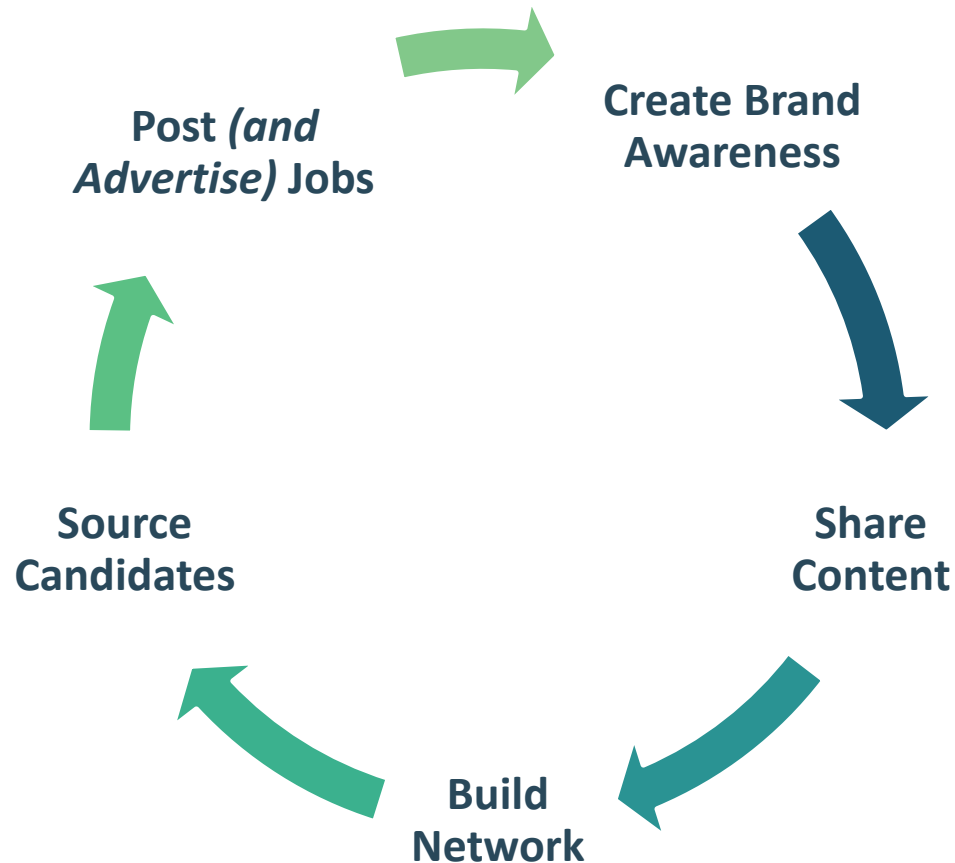 Post (and
Advertise) Jobs
Create Brand
Awareness
Share
Content
Build
Network
Source
Candidates